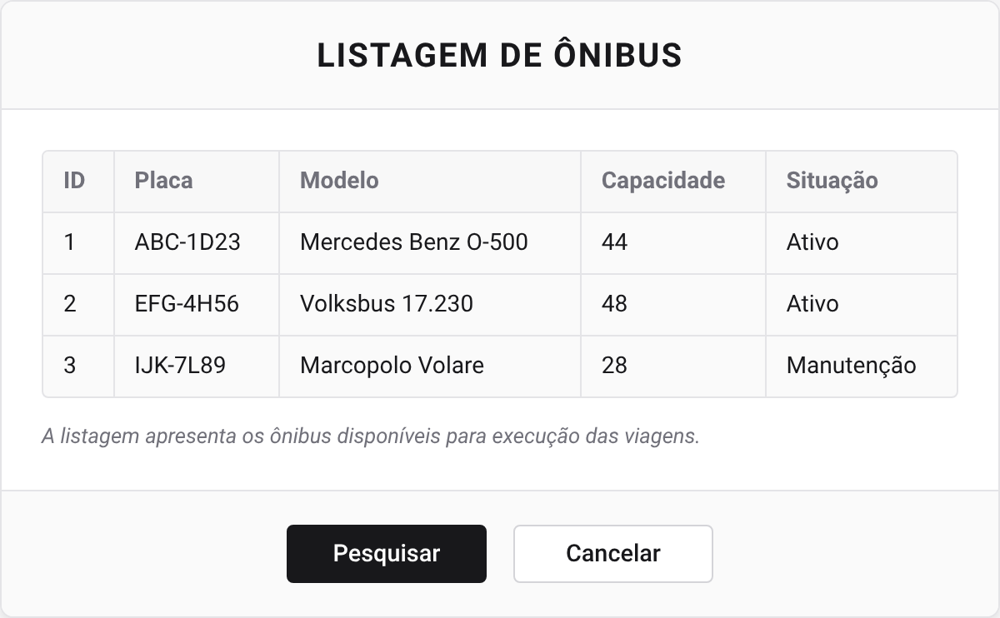 LISTAGEM DE ÔNIBUS
ID Placa Modelo Capacidade Situação
1 ABC-1D23 Mercedes Benz O-500 44 Ativo
2 EFG-4H56 Volksbus 17.230 48 Ativo
3 IJK-7L89 Marcopolo Volare 28 Manutenção
A listagem apresenta os ônibus disponíveis para execução das viagens.
Pesquisar Cancelar